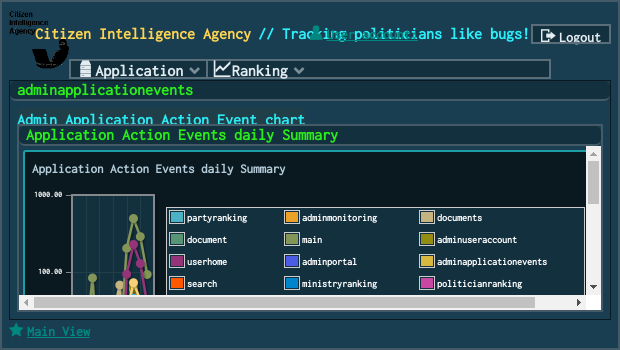 Citizen
Intelligence
Agency
Citizen Intelligence Agency // Tracking politicians like bugs!
Logout
Application
Ranking
adminapplicationevents
Admin Application Action Event chart
Application Action Events daily Summary
Application Action Events daily Summary
1000.00
100.00
partyranking
adminmonitoring
documents
document
main
adminuseraccount
userhome
adminportal
adminapplicationevents
search
ministryranking
politicianranking
Main View